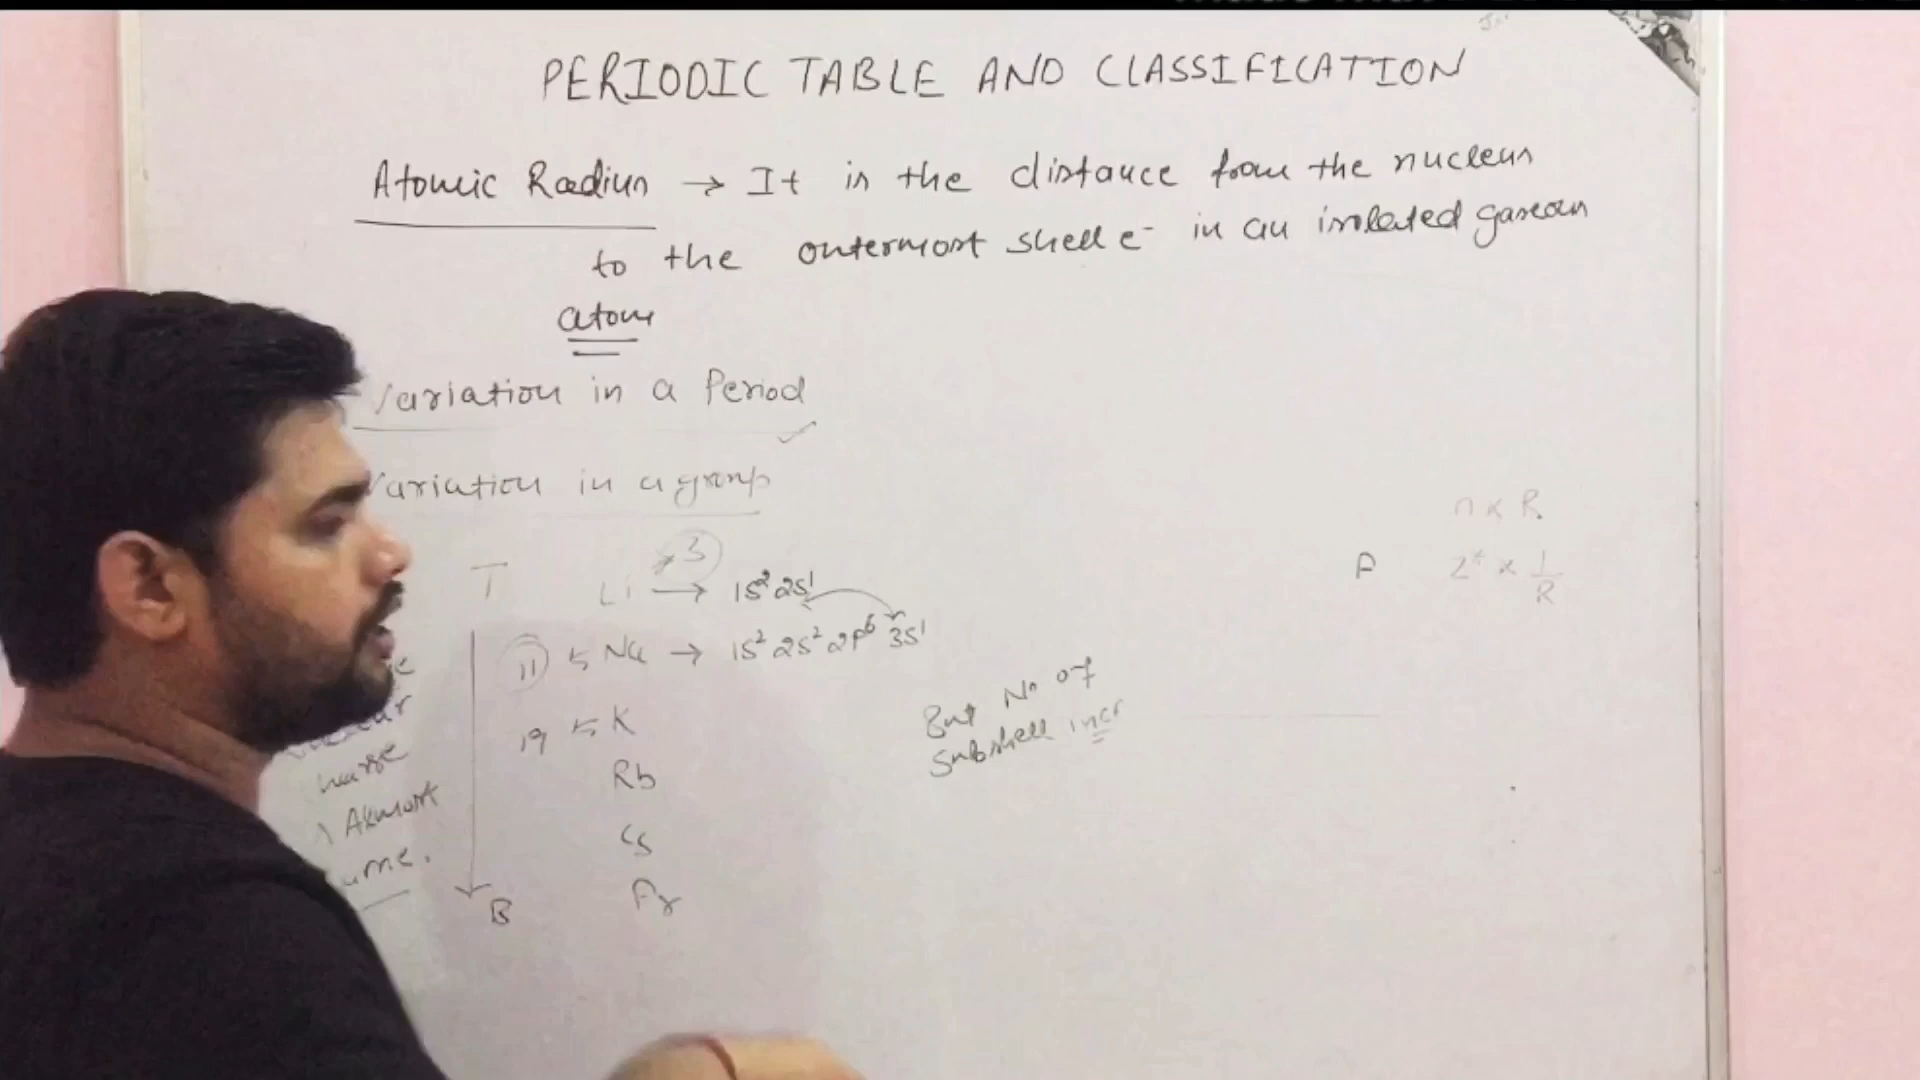 PERIODIC TABLE AND CLASSIFICATION
Atomic Radius → It is the distance from the nucleus
to the outermost shell e⁻ in an isolated gaseous
atom
Variation in a Period ✓
Variation in a group
n ∝ R
T Li → 1s² 2s¹
3
P Z* ∝ 1/R
11 Na → 1s² 2s² 2p⁶ 3s¹
But No of
subshell incr
19 K
Rb
Cs
Fr
B